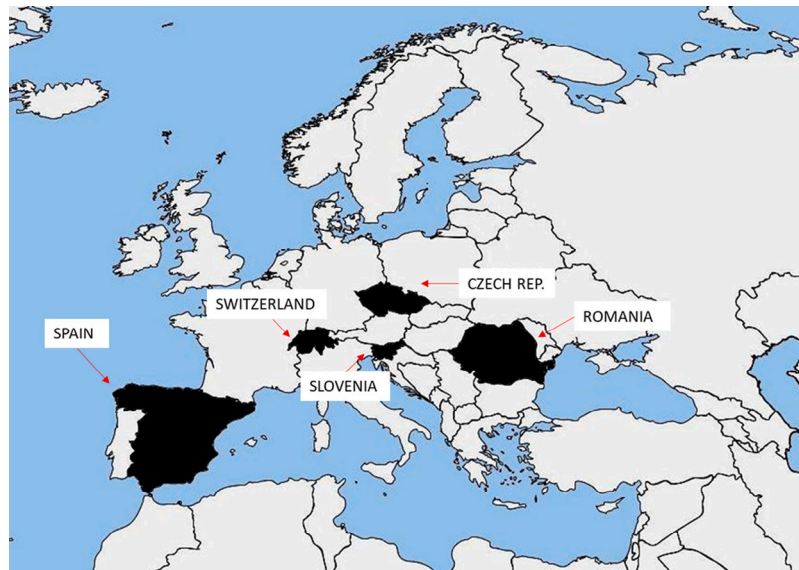 CZECH REP.
SWITZERLAND
ROMANIA
SPAIN
SLOVENIA